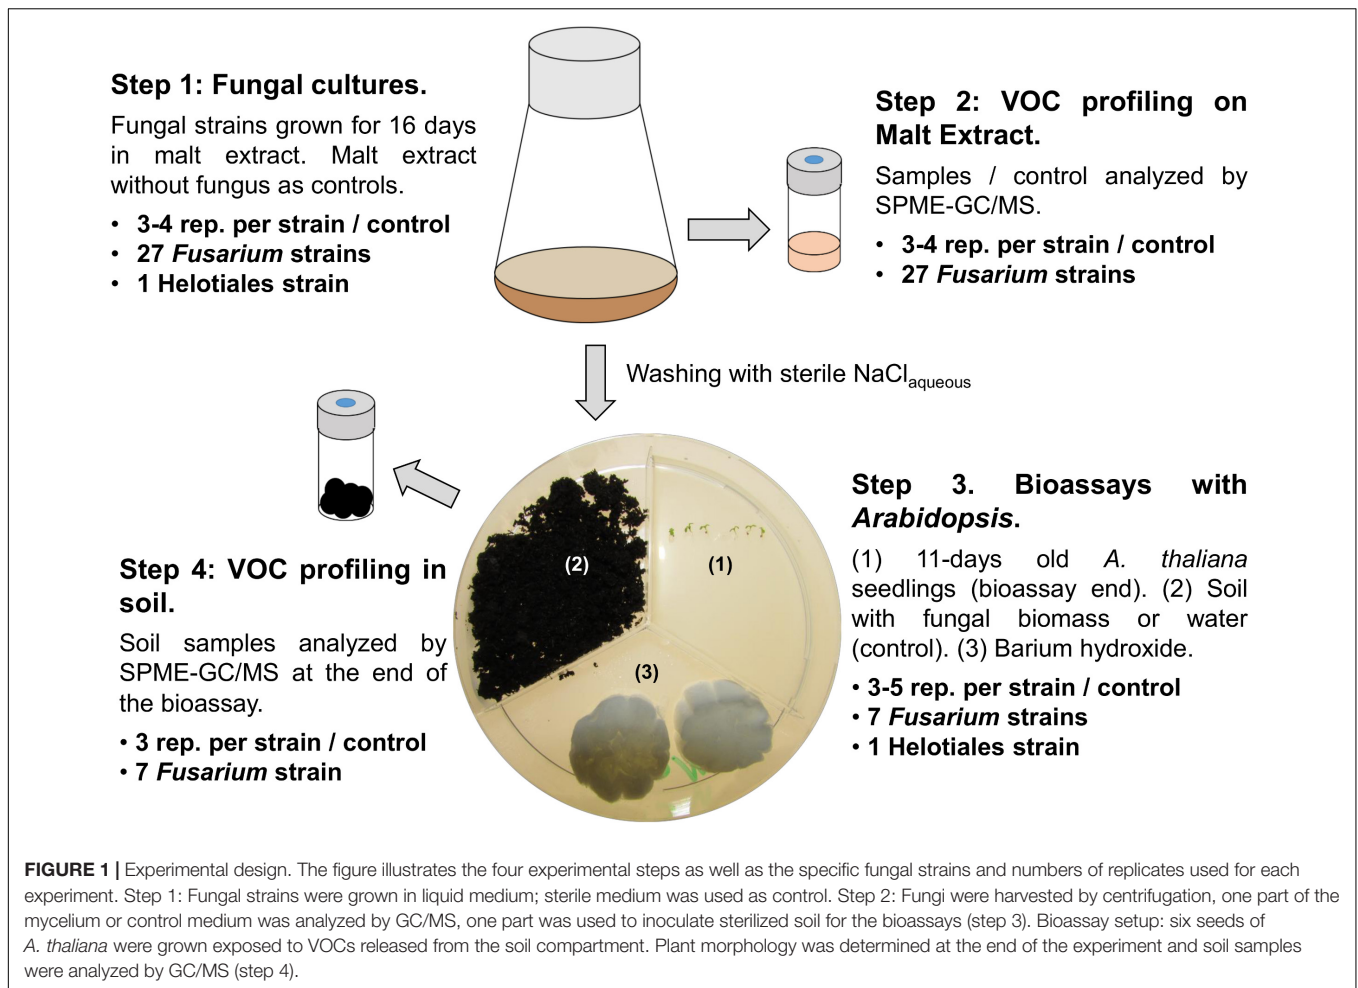 Step 1: Fungal cultures.
Fungal strains grown for 16 days
in malt extract. Malt extract
without fungus as controls.
• 3-4 rep. per strain / control
• 27 Fusarium strains
• 1 Helotiales strain
Step 2: VOC profiling on
Malt Extract.
Samples / control analyzed by
SPME-GC/MS.
• 3-4 rep. per strain / control
• 27 Fusarium strains
Washing with sterile NaClaqueous
Step 3. Bioassays with
Arabidopsis.
(1) 11-days old A. thaliana
seedlings (bioassay end). (2) Soil
with fungal biomass or water
(control). (3) Barium hydroxide.
• 3-5 rep. per strain / control
• 7 Fusarium strains
• 1 Helotiales strain
(2)
(1)
(3)
Step 4: VOC profiling in
soil.
Soil samples analyzed by
SPME-GC/MS at the end of
the bioassay.
• 3 rep. per strain / control
• 7 Fusarium strain
FIGURE 1 | Experimental design. The figure illustrates the four experimental steps as well as the specific fungal strains and numbers of replicates used for each
experiment. Step 1: Fungal strains were grown in liquid medium; sterile medium was used as control. Step 2: Fungi were harvested by centrifugation, one part of the
mycelium or control medium was analyzed by GC/MS, one part was used to inoculate sterilized soil for the bioassays (step 3). Bioassay setup: six seeds of
A. thaliana were grown exposed to VOCs released from the soil compartment. Plant morphology was determined at the end of the experiment and soil samples
were analyzed by GC/MS (step 4).